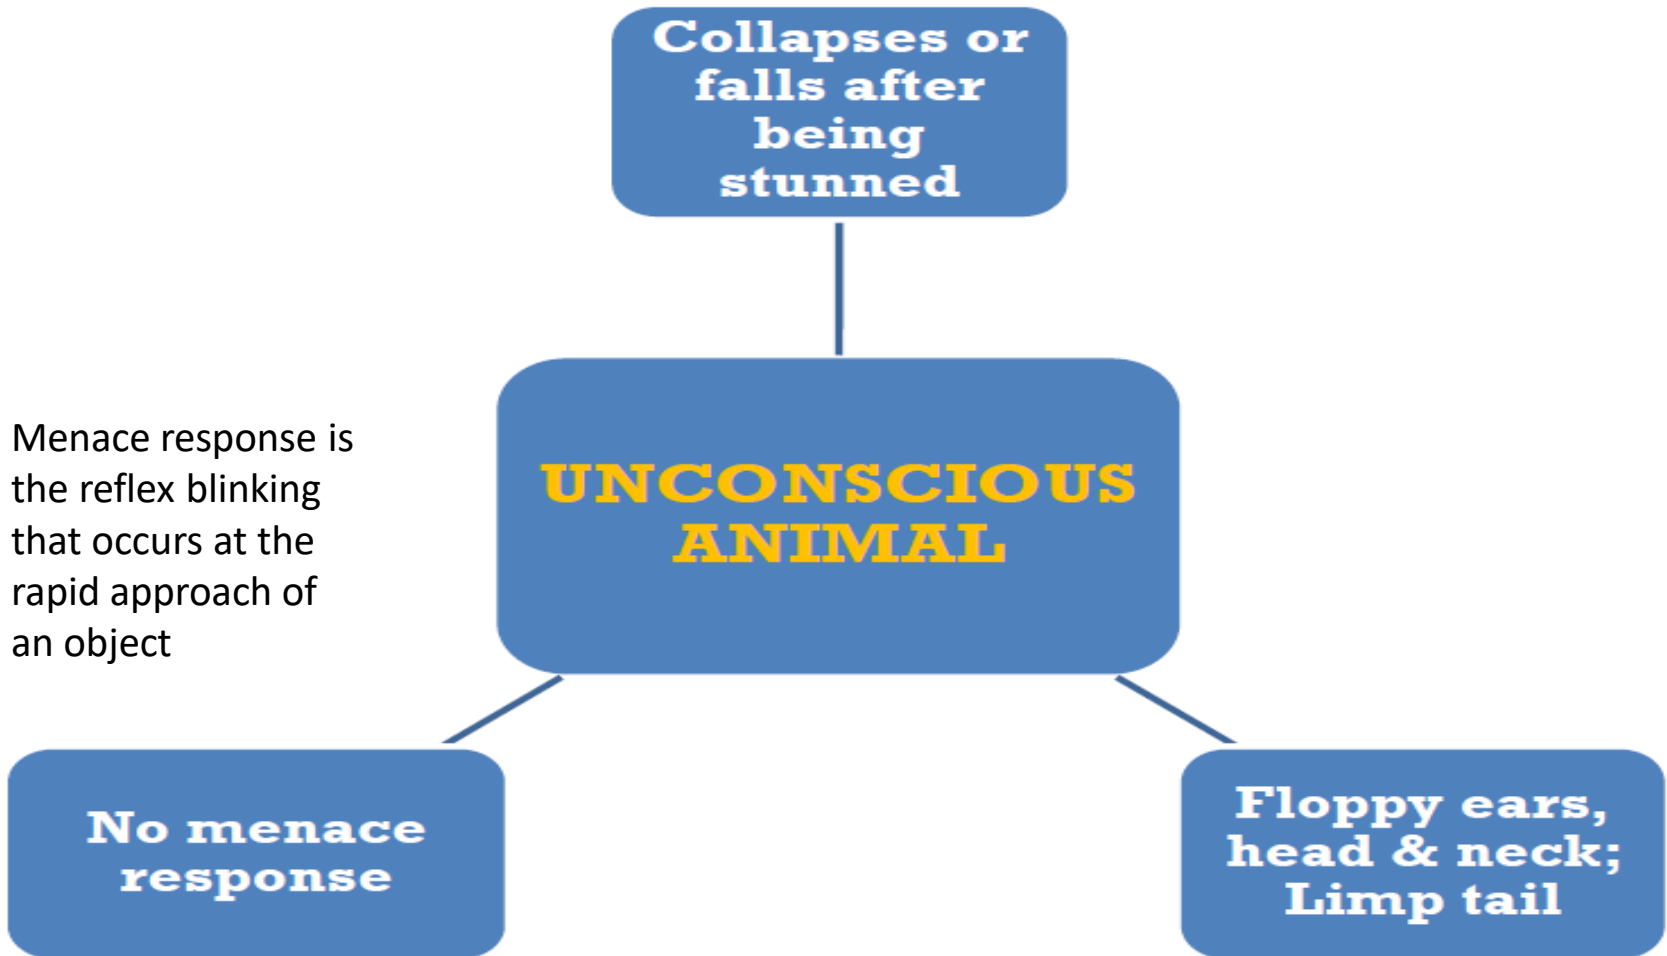 Collapses or
falls after
being
stunned
Menace response is
the reflex blinking
that occurs at the
rapid approach of
an object
UNCONSCIOUS
ANIMAL
No menace
response
Floppy ears,
head & neck;
Limp tail